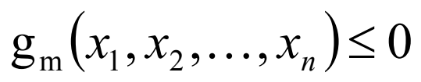 gₘ(x₁, x₂, ..., xₙ) ≤ 0